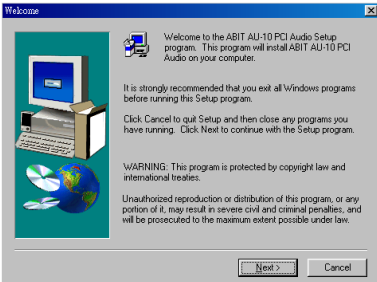 Welcome
Welcome to the ABIT AU-10 PCI Audio Setup
program. This program will install ABIT AU-10 PCI
Audio on your computer.
It is strongly recommended that you exit all Windows programs
before running this Setup program.
Click Cancel to quit Setup and then close any programs you
have running. Click Next to continue with the Setup program.
WARNING: This program is protected by copyright law and
international treaties.
Unauthorized reproduction or distribution of this program, or any
portion of it, may result in severe civil and criminal penalties, and
will be prosecuted to the maximum extent possible under law.
Next >
Cancel